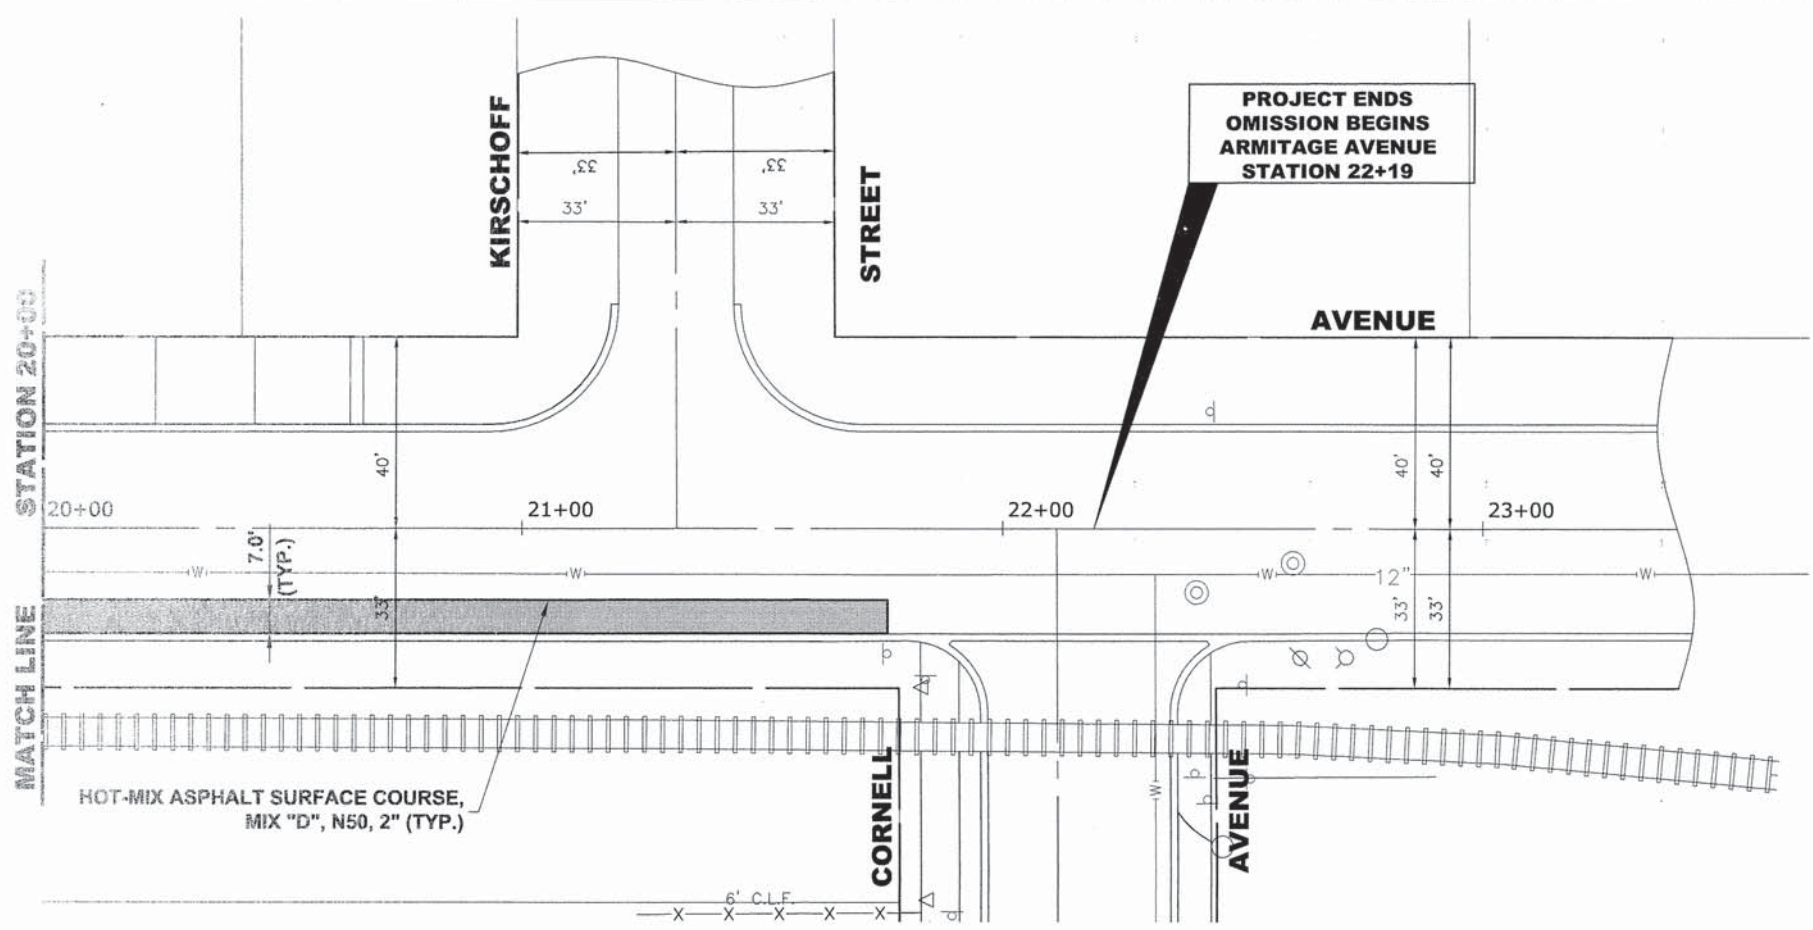 PROJECT ENDS
OMISSION BEGINS
ARMITAGE AVENUE
STATION 22+19
KIRSCHOFF
STREET
33'
33'
33'
33'
AVENUE
MATCH LINE STATION 20+00
40'
40'
40'
20+00
21+00
22+00
23+00
7.0'
(TYP.)
W
W
W
12"
W
33'
33'
33'
HOT-MIX ASPHALT SURFACE COURSE,
MIX "D", N50, 2" (TYP.)
CORNELL
AVENUE
W
6' C.L.F.
X X X X X